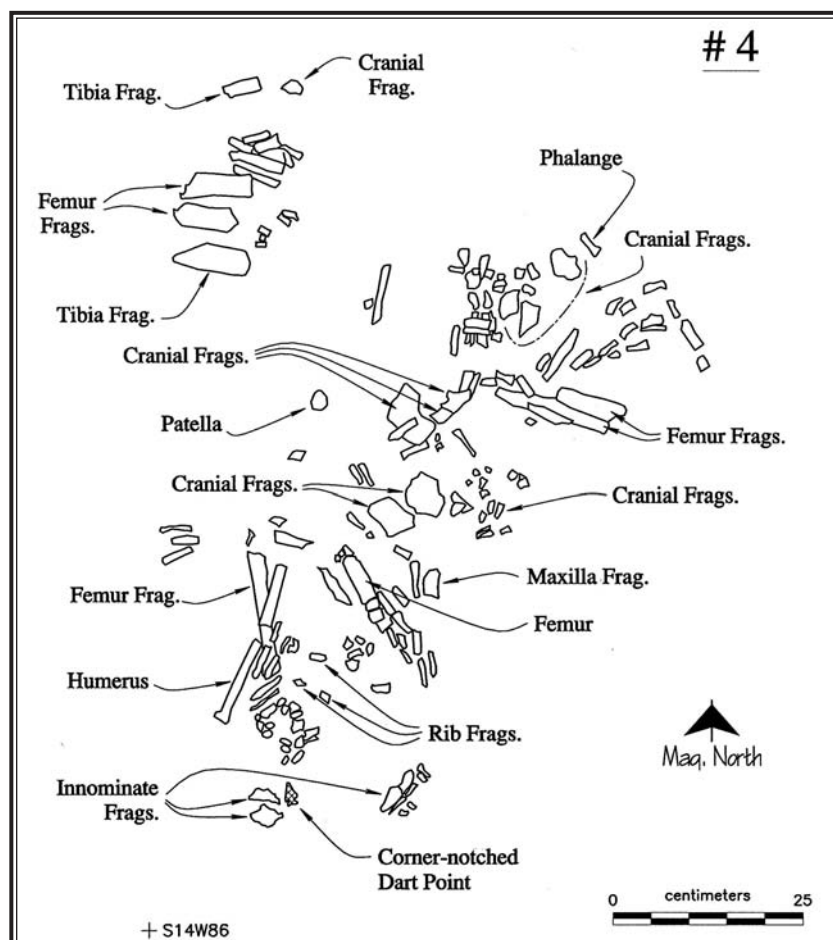 # 4
Cranial
Frag.
Tibia Frag.
Phalange
Femur
Frags.
Cranial Frags.
Tibia Frag.
Cranial Frags.
Patella
Femur Frags.
Cranial Frags.
Cranial Frags.
Maxilla Frag.
Femur Frag.
Femur
Humerus
Rib Frags.
Mag. North
Innominate
Frags.
Corner-notched
Dart Point
0 centimeters 25
+ S14W86